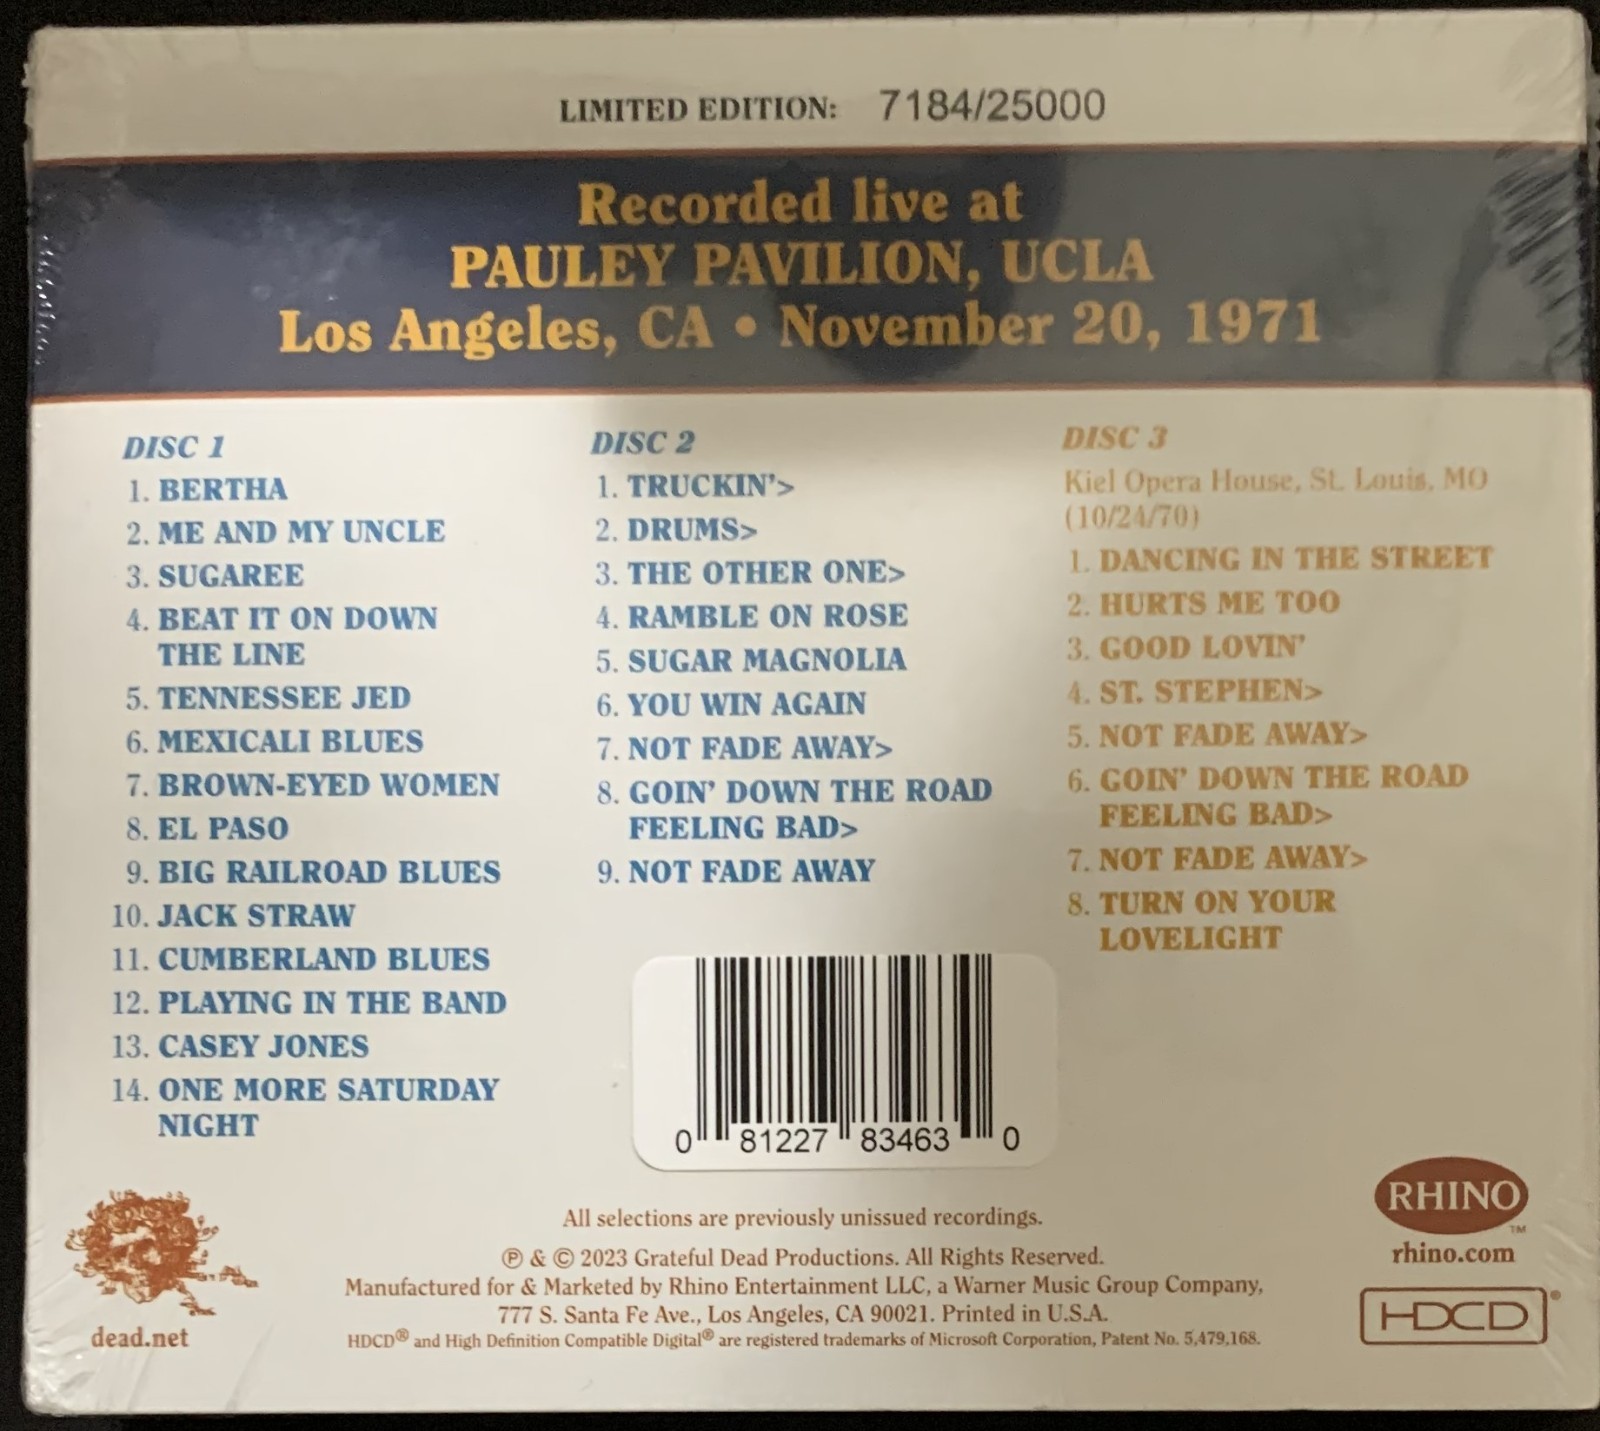 LIMITED EDITION: 7184/25000
Recorded live at
PAULEY PAVILION, UCLA
Los Angeles, CA • November 20, 1971
DISC 1
1. BERTHA
2. ME AND MY UNCLE
3. SUGAREE
4. BEAT IT ON DOWN
THE LINE
5. TENNESSEE JED
6. MEXICALI BLUES
7. BROWN-EYED WOMEN
8. EL PASO
9. BIG RAILROAD BLUES
10. JACK STRAW
11. CUMBERLAND BLUES
12. PLAYING IN THE BAND
13. CASEY JONES
14. ONE MORE SATURDAY
NIGHT
DISC 2
1. TRUCKIN'>
2. DRUMS>
3. THE OTHER ONE>
4. RAMBLE ON ROSE
5. SUGAR MAGNOLIA
6. YOU WIN AGAIN
7. NOT FADE AWAY>
8. GOIN' DOWN THE ROAD
FEELING BAD>
9. NOT FADE AWAY
DISC 3
Kiel Opera House, St. Louis, MO
(10/24/70)
1. DANCING IN THE STREET
2. HURTS ME TOO
3. GOOD LOVIN'
4. ST. STEPHEN>
5. NOT FADE AWAY>
6. GOIN' DOWN THE ROAD
FEELING BAD>
7. NOT FADE AWAY>
8. TURN ON YOUR
LOVELIGHT
0 81227 83463 0
All selections are previously unissued recordings.
℗ & © 2023 Grateful Dead Productions. All Rights Reserved.
Manufactured for & Marketed by Rhino Entertainment LLC, a Warner Music Group Company,
777 S. Santa Fe Ave., Los Angeles, CA 90021. Printed in U.S.A.
HDCD® and High Definition Compatible Digital® are registered trademarks of Microsoft Corporation, Patent No. 5,479,168.
dead.net
RHINO™
rhino.com
HDCD®